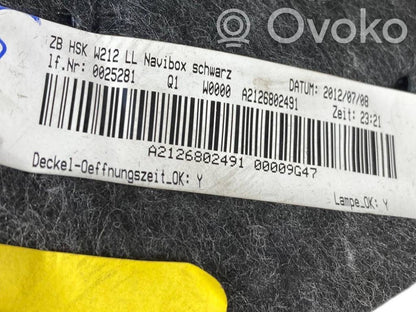 Ovoko
ZB HSK W212 LL Navibox schwarz
lf.Nr: 0025281 Q1 W0000 A2126802491
DATUM: 2012/07/08
Zeit: 23:21
A2126802491 00009G47
Deckel-Oeffnungszeit_OK: Y
Lampe_OK: Y
Ovoko